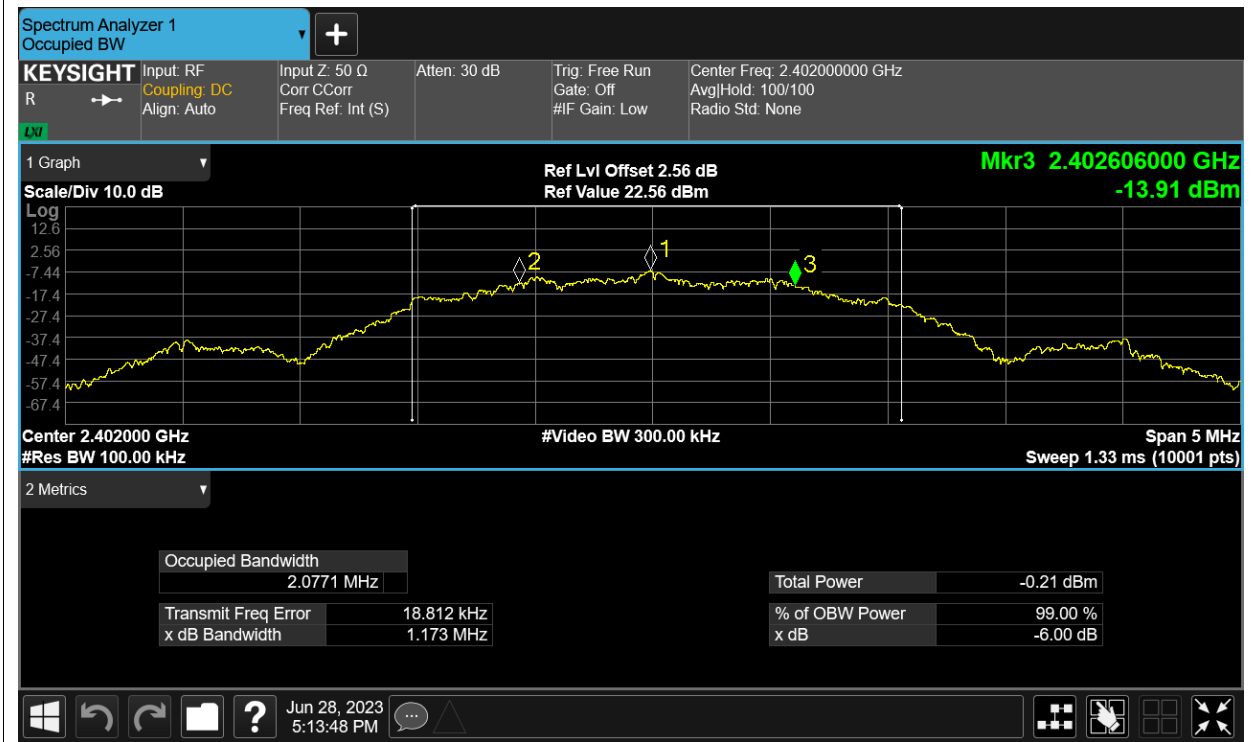 Spectrum Analyzer 1
Occupied BW
+
KEYSIGHT
R
LXI
Input: RF
Coupling: DC
Align: Auto
Input Z: 50 Ω
Corr CCorr
Freq Ref: Int (S)
Atten: 30 dB
Trig: Free Run
Gate: Off
#IF Gain: Low
Center Freq: 2.402000000 GHz
Avg|Hold: 100/100
Radio Std: None
1 Graph
Scale/Div 10.0 dB
Ref Lvl Offset 2.56 dB
Ref Value 22.56 dBm
Mkr3 2.402606000 GHz
-13.91 dBm
Log
12.6
2.56
-7.44
-17.4
-27.4
-37.4
-47.4
-57.4
-67.4
2
1
3
Center 2.402000 GHz
#Video BW 300.00 kHz
Span 5 MHz
#Res BW 100.00 kHz
Sweep 1.33 ms (10001 pts)
2 Metrics
Occupied Bandwidth
2.0771 MHz
Total Power -0.21 dBm
Transmit Freq Error 18.812 kHz
% of OBW Power 99.00 %
x dB Bandwidth 1.173 MHz
x dB -6.00 dB
?
Jun 28, 2023
5:13:48 PM